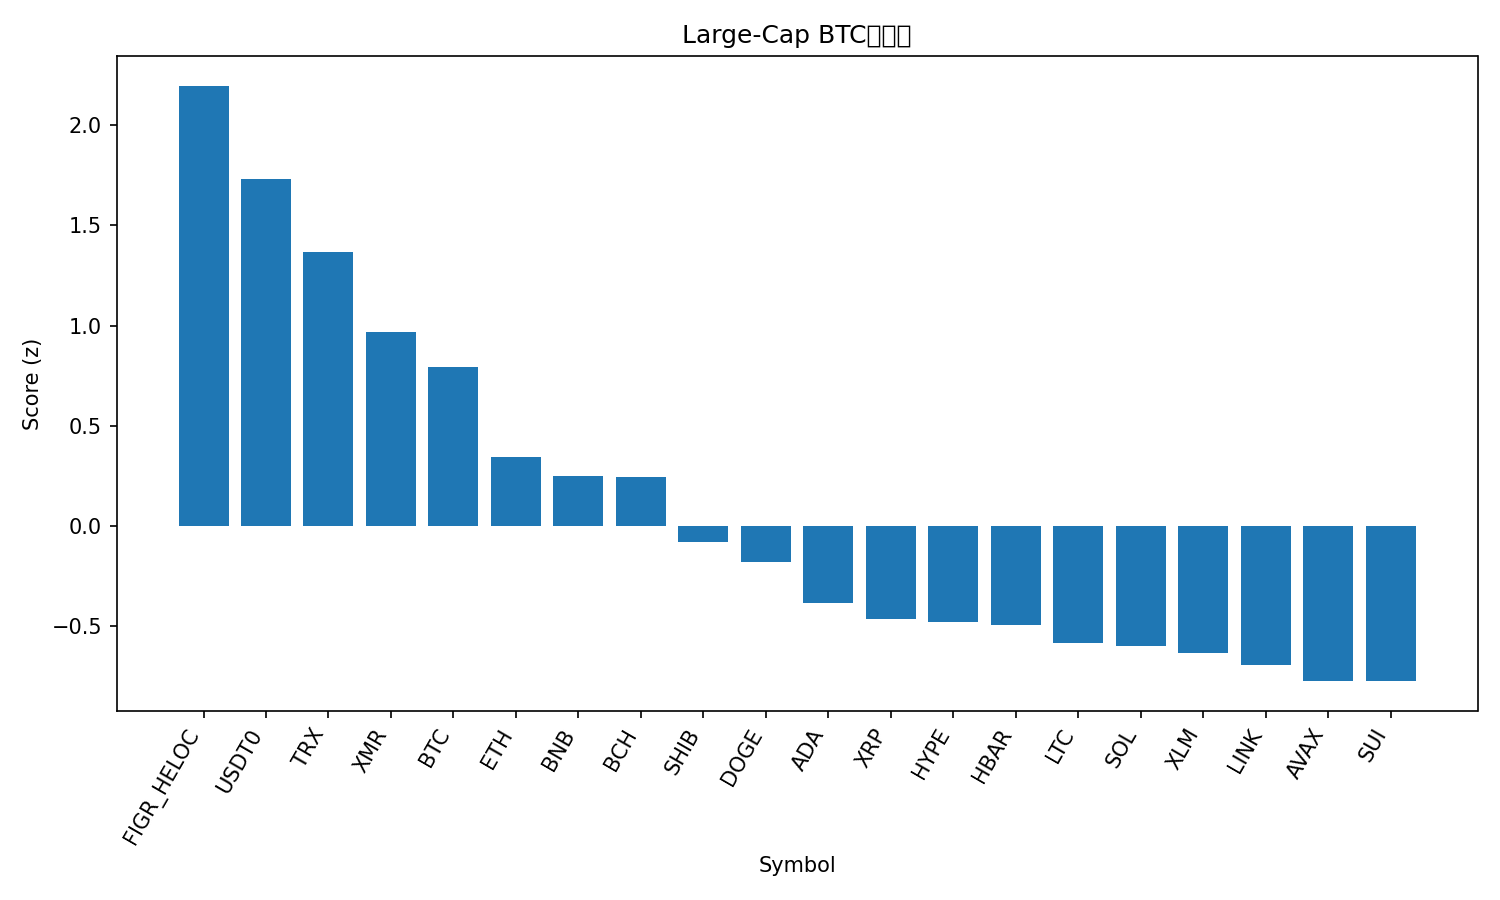 Large-Cap BTC
Score (z)
2.0
1.5
1.0
0.5
0.0
−0.5
FIGR_HELOC
USDT0
TRX
XMR
BTC
ETH
BNB
BCH
SHIB
DOGE
ADA
XRP
HYPE
HBAR
LTC
SOL
XLM
LINK
AVAX
SUI
Symbol